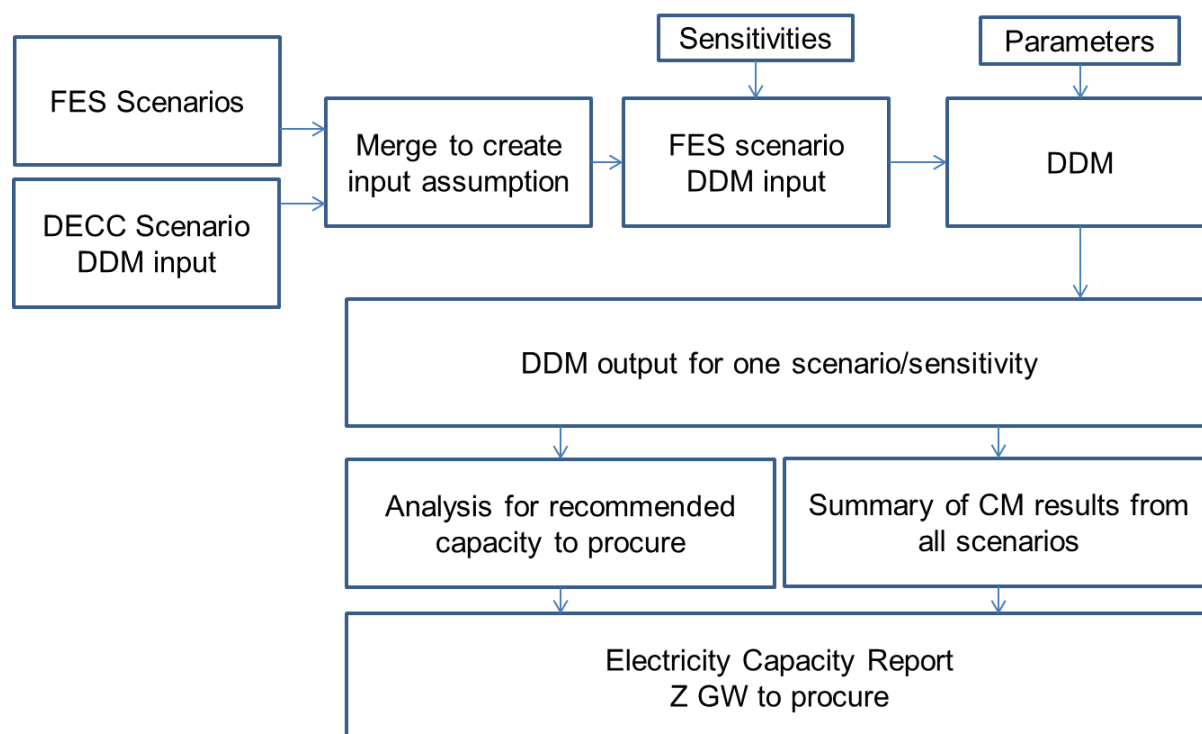 Sensitivities
Parameters
FES Scenarios
Merge to create
input assumption
FES scenario
DDM input
DDM
DECC Scenario
DDM input
DDM output for one scenario/sensitivity
Analysis for recommended
capacity to procure
Summary of CM results from
all scenarios
Electricity Capacity Report
Z GW to procure